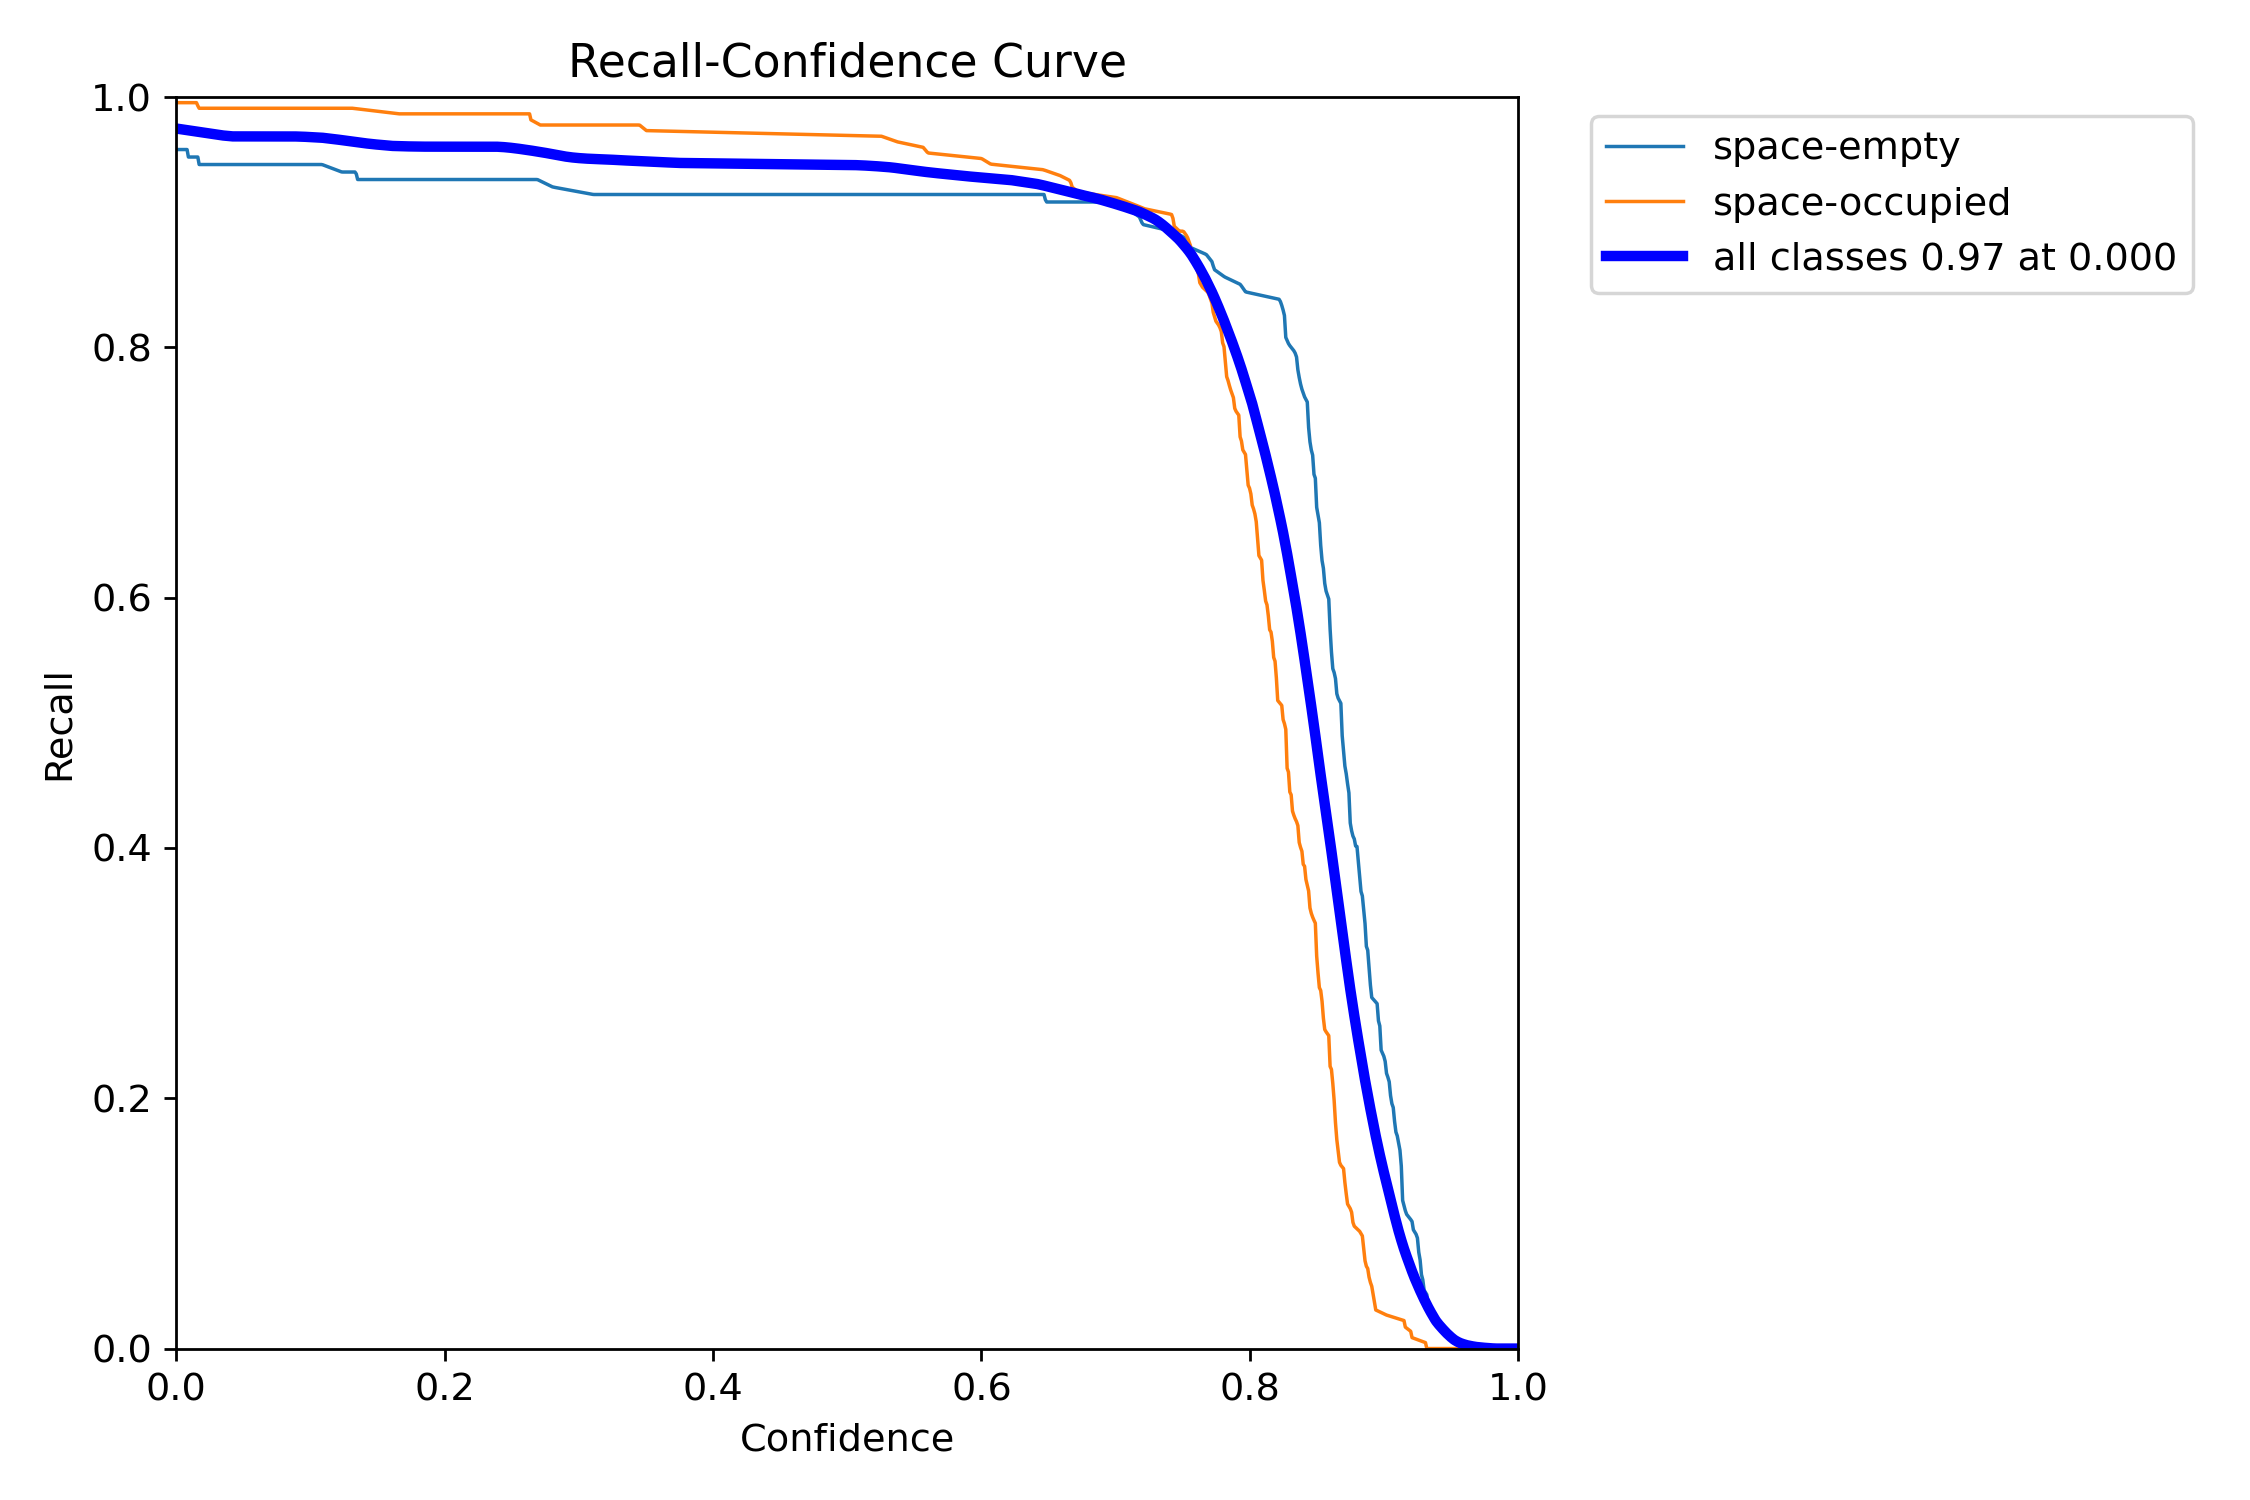 Recall-Confidence Curve
1.0
0.8
0.6
0.4
0.2
0.0
Recall
0.0 0.2 0.4 0.6 0.8 1.0
Confidence
space-empty
space-occupied
all classes 0.97 at 0.000